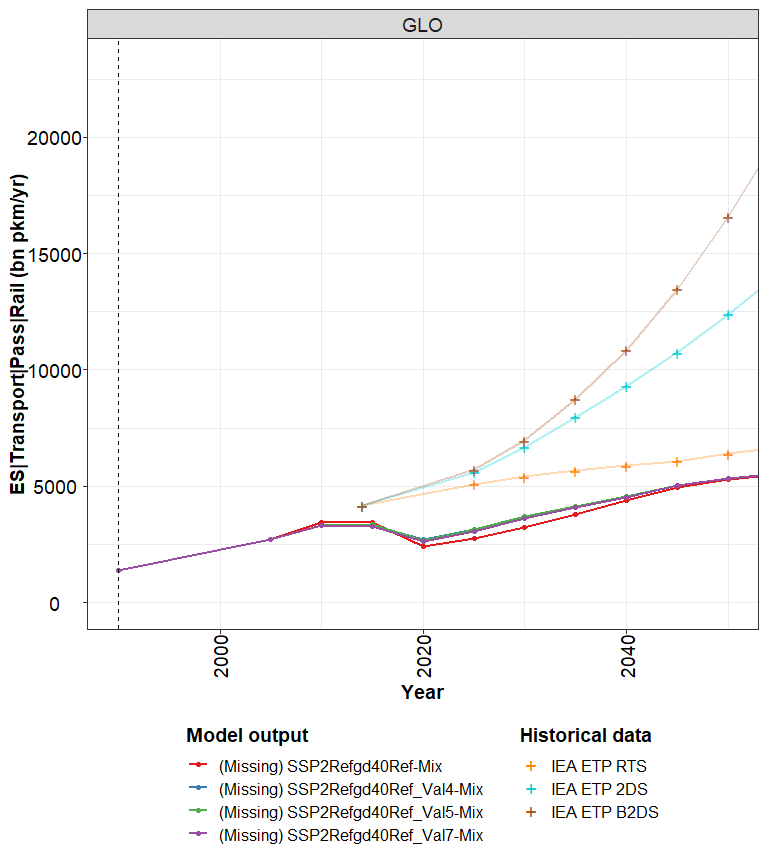 GLO
ES|Transport|Pass|Rail (bn pkm/yr)
20000
15000
10000
5000
0
2000
2020
2040
Year
Model output
(Missing) SSP2Refgd40Ref-Mix
(Missing) SSP2Refgd40Ref_Val4-Mix
(Missing) SSP2Refgd40Ref_Val5-Mix
(Missing) SSP2Refgd40Ref_Val7-Mix
Historical data
IEA ETP RTS
IEA ETP 2DS
IEA ETP B2DS